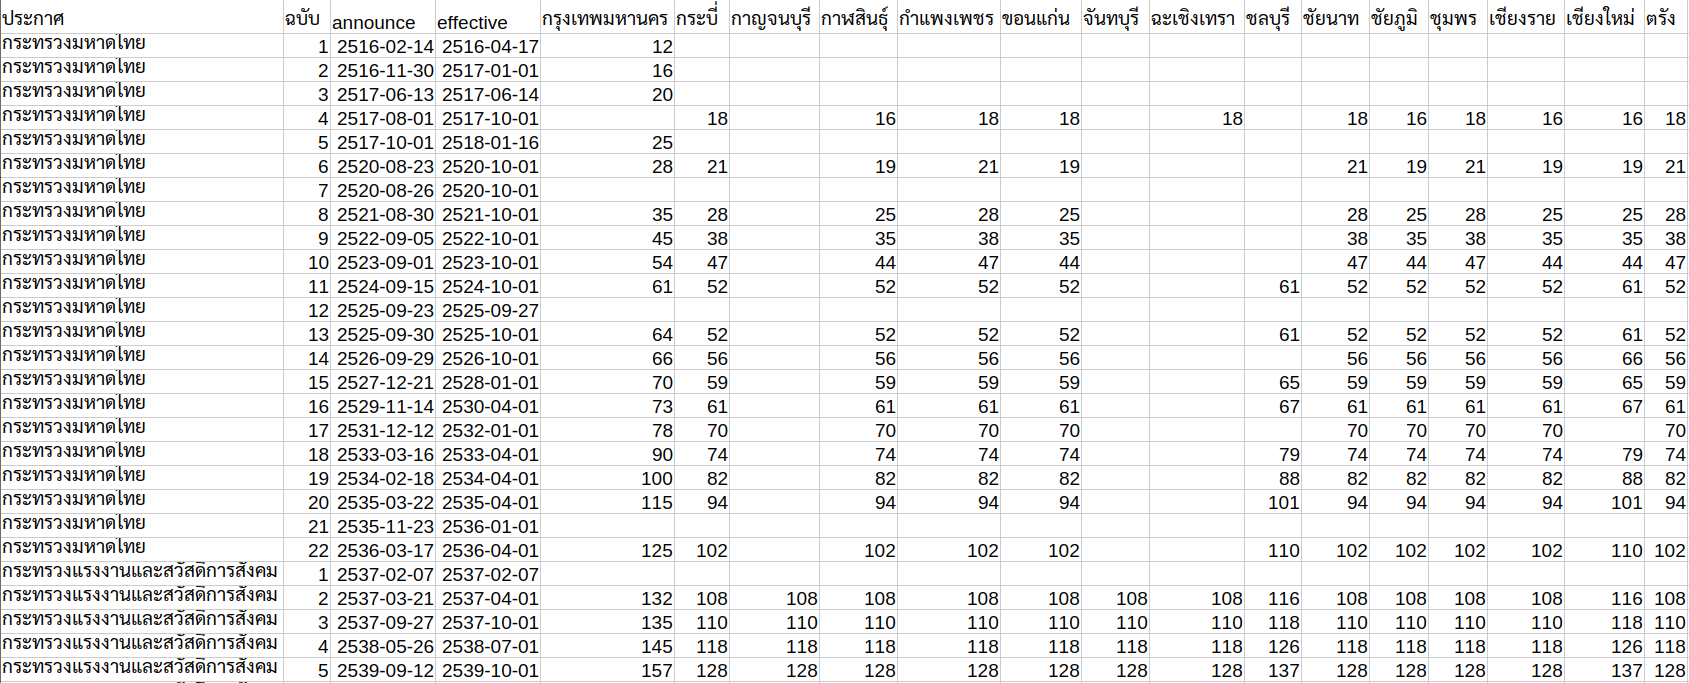 ประกาศ ฉบับ announce effective กรุงเทพมหานคร กระบี่ กาญจนบุรี กาฬสินธุ์ กำแพงเพชร ขอนแก่น จันทบุรี ฉะเชิงเทรา ชลบุรี ชัยนาท ชัยภูมิ ชุมพร เชียงราย เชียงใหม่ ตรัง
กระทรวงมหาดไทย 1 2516-02-14 2516-04-17 12
กระทรวงมหาดไทย 2 2516-11-30 2517-01-01 16
กระทรวงมหาดไทย 3 2517-06-13 2517-06-14 20
กระทรวงมหาดไทย 4 2517-08-01 2517-10-01 18 16 18 18 18 18 16 18 16 16 18
กระทรวงมหาดไทย 5 2517-10-01 2518-01-16 25
กระทรวงมหาดไทย 6 2520-08-23 2520-10-01 28 21 19 21 19 21 19 21 19 19 21
กระทรวงมหาดไทย 7 2520-08-26 2520-10-01
กระทรวงมหาดไทย 8 2521-08-30 2521-10-01 35 28 25 28 25 28 25 28 25 25 28
กระทรวงมหาดไทย 9 2522-09-05 2522-10-01 45 38 35 38 35 38 35 38 35 35 38
กระทรวงมหาดไทย 10 2523-09-01 2523-10-01 54 47 44 47 44 47 44 47 44 44 47
กระทรวงมหาดไทย 11 2524-09-15 2524-10-01 61 52 52 52 52 61 52 52 52 52 61 52
กระทรวงมหาดไทย 12 2525-09-23 2525-09-27
กระทรวงมหาดไทย 13 2525-09-30 2525-10-01 64 52 52 52 52 61 52 52 52 52 61 52
กระทรวงมหาดไทย 14 2526-09-29 2526-10-01 66 56 56 56 56 56 56 56 56 66 56
กระทรวงมหาดไทย 15 2527-12-21 2528-01-01 70 59 59 59 59 65 59 59 59 59 65 59
กระทรวงมหาดไทย 16 2529-11-14 2530-04-01 73 61 61 61 61 67 61 61 61 61 67 61
กระทรวงมหาดไทย 17 2531-12-12 2532-01-01 78 70 70 70 70 70 70 70 70 70
กระทรวงมหาดไทย 18 2533-03-16 2533-04-01 90 74 74 74 74 79 74 74 74 74 79 74
กระทรวงมหาดไทย 19 2534-02-18 2534-04-01 100 82 82 82 82 88 82 82 82 82 88 82
กระทรวงมหาดไทย 20 2535-03-22 2535-04-01 115 94 94 94 94 101 94 94 94 94 101 94
กระทรวงมหาดไทย 21 2535-11-23 2536-01-01
กระทรวงมหาดไทย 22 2536-03-17 2536-04-01 125 102 102 102 102 110 102 102 102 102 110 102
กระทรวงแรงงานและสวัสดิการสังคม 1 2537-02-07 2537-02-07
กระทรวงแรงงานและสวัสดิการสังคม 2 2537-03-21 2537-04-01 132 108 108 108 108 108 108 108 116 108 108 108 108 116 108
กระทรวงแรงงานและสวัสดิการสังคม 3 2537-09-27 2537-10-01 135 110 110 110 110 110 110 110 118 110 110 110 110 118 110
กระทรวงแรงงานและสวัสดิการสังคม 4 2538-05-26 2538-07-01 145 118 118 118 118 118 118 118 126 118 118 118 118 126 118
กระทรวงแรงงานและสวัสดิการสังคม 5 2539-09-12 2539-10-01 157 128 128 128 128 128 128 128 137 128 128 128 128 137 128